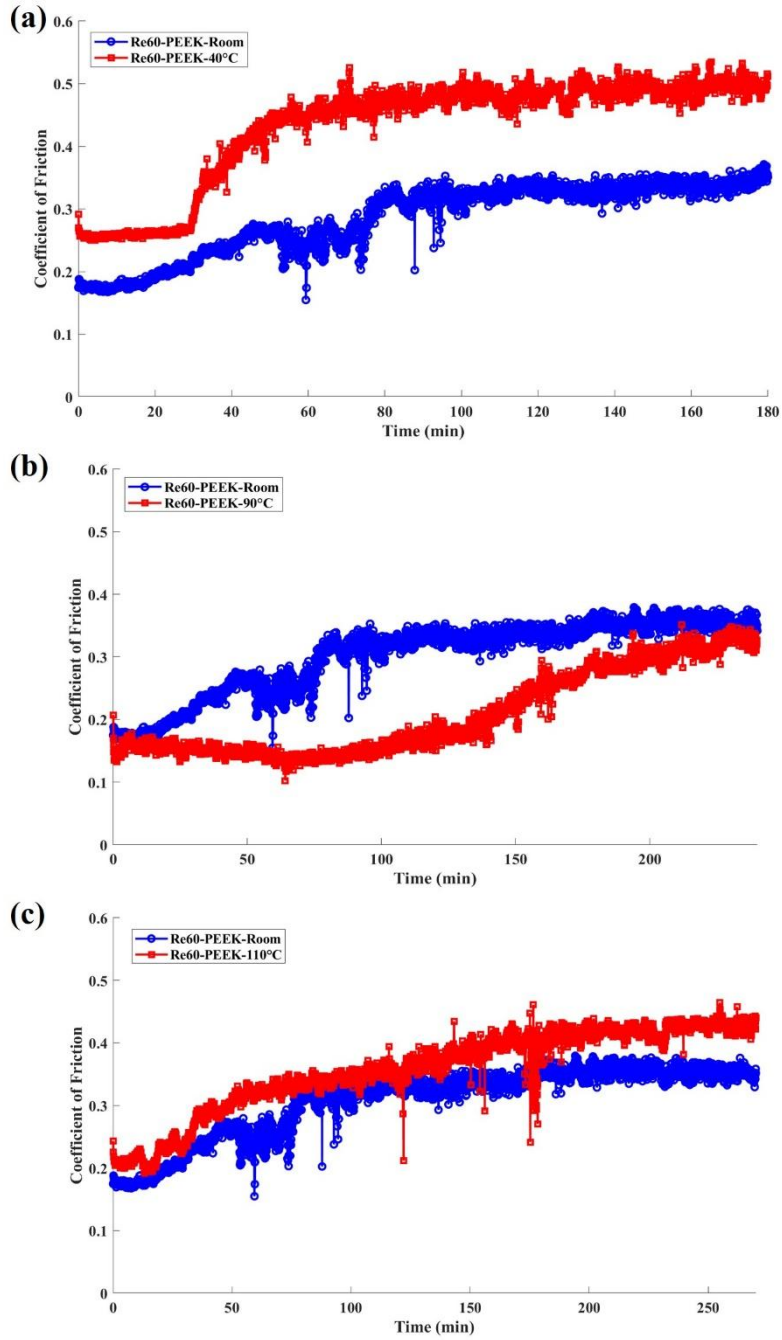 (a)
Re60-PEEK-Room
Re60-PEEK-40°C
0.6
0.5
0.4
0.3
0.2
0.1
0
Coefficient of Friction
0 20 40 60 80 100 120 140 160 180
Time (min)
(b)
Re60-PEEK-Room
Re60-PEEK-90°C
0.6
0.5
0.4
0.3
0.2
0.1
0
Coefficient of Friction
0 50 100 150 200
Time (min)
(c)
Re60-PEEK-Room
Re60-PEEK-110°C
0.6
0.5
0.4
0.3
0.2
0.1
0
Coefficient of Friction
0 50 100 150 200 250
Time (min)